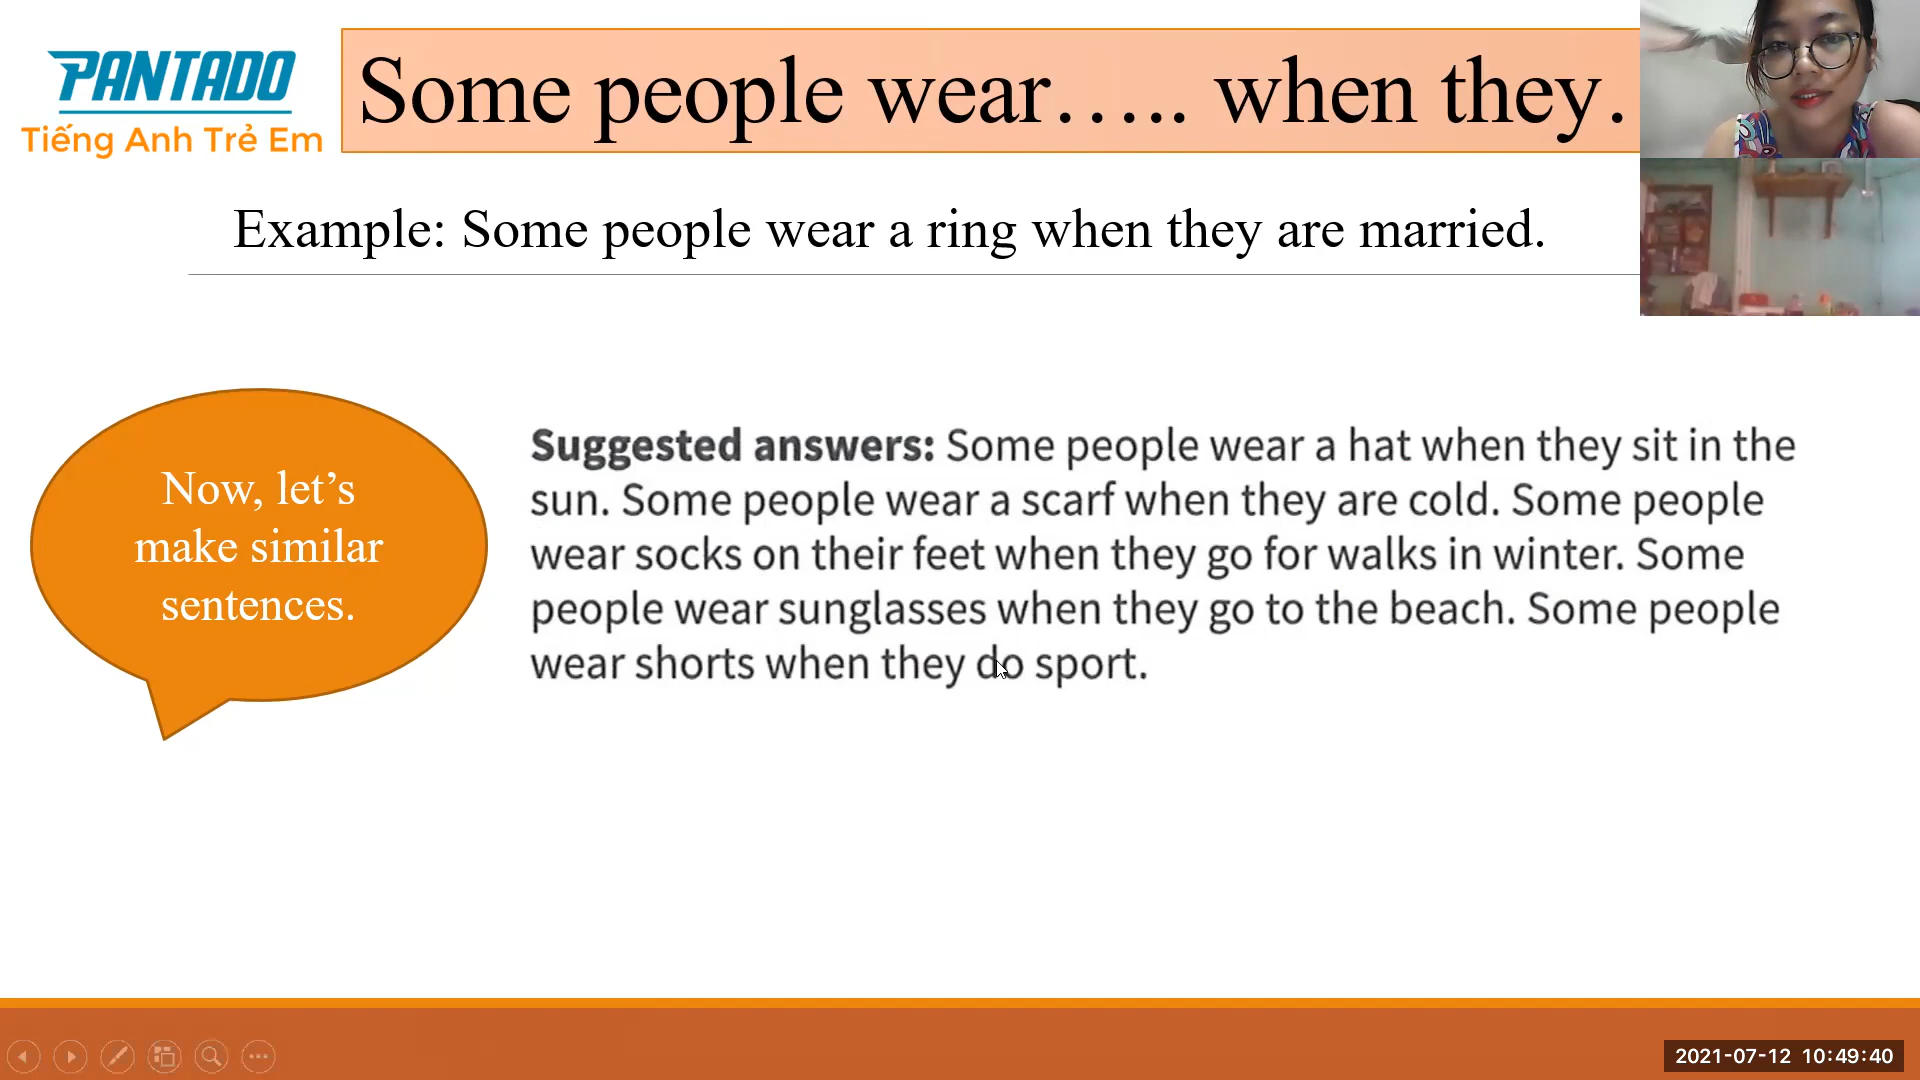 PANTADO
Tiếng Anh Trẻ Em
Some people wear….. when they.
Example: Some people wear a ring when they are married.
Now, let’s
make similar
sentences.
Suggested answers: Some people wear a hat when they sit in the
sun. Some people wear a scarf when they are cold. Some people
wear socks on their feet when they go for walks in winter. Some
people wear sunglasses when they go to the beach. Some people
wear shorts when they do sport.
2021-07-12 10:49:40